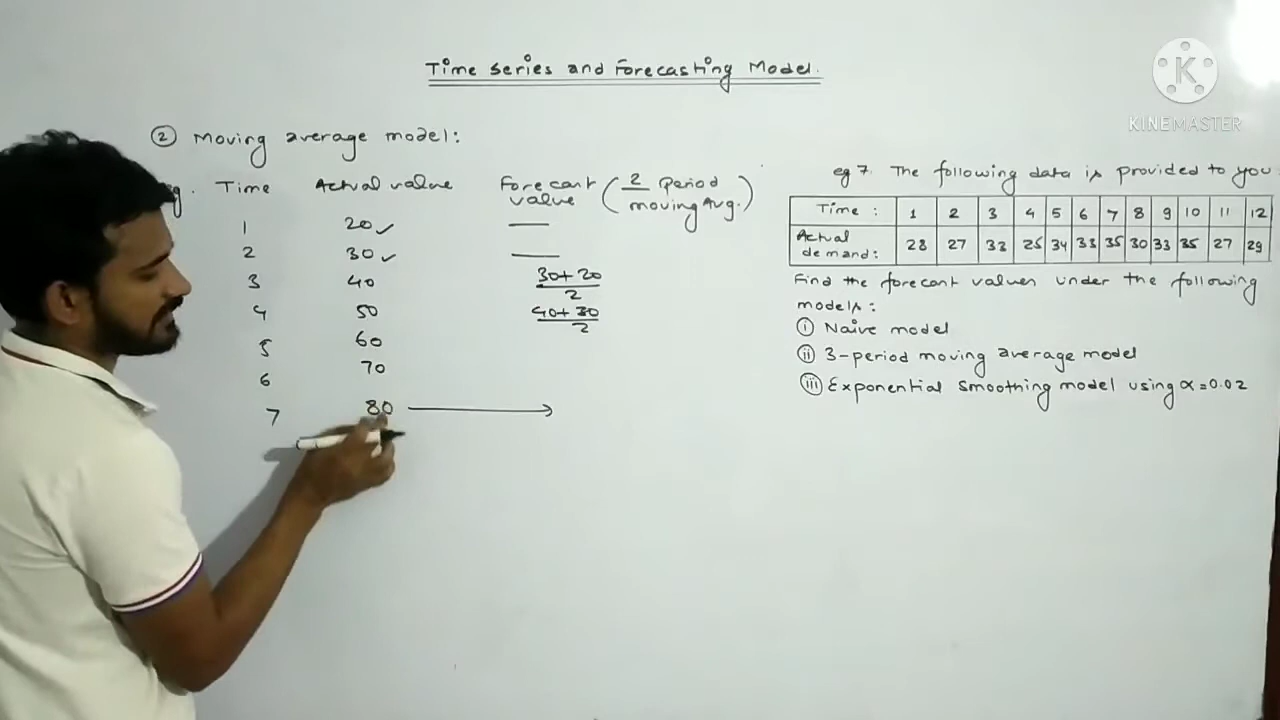 Time Series and Forecasting Model.
② Moving average model:
eg. Time Actual value Forecast value (2 Period moving Avg.)
1 20 ✓ —
2 30 ✓ —
3 40 30+20/2
4 50 40+30/2
5 60
6 70
7 80 →
eg 7. The following data is provided to you
Time: 1 2 3 4 5 6 7 8 9 10 11 12
Actual demand: 28 27 33 25 34 33 35 30 33 35 27 29
Find the forecast values under the following
models:
(i) Naive model
(ii) 3-period moving average model
(iii) Exponential smoothing model using α=0.02
K
KINEMASTER